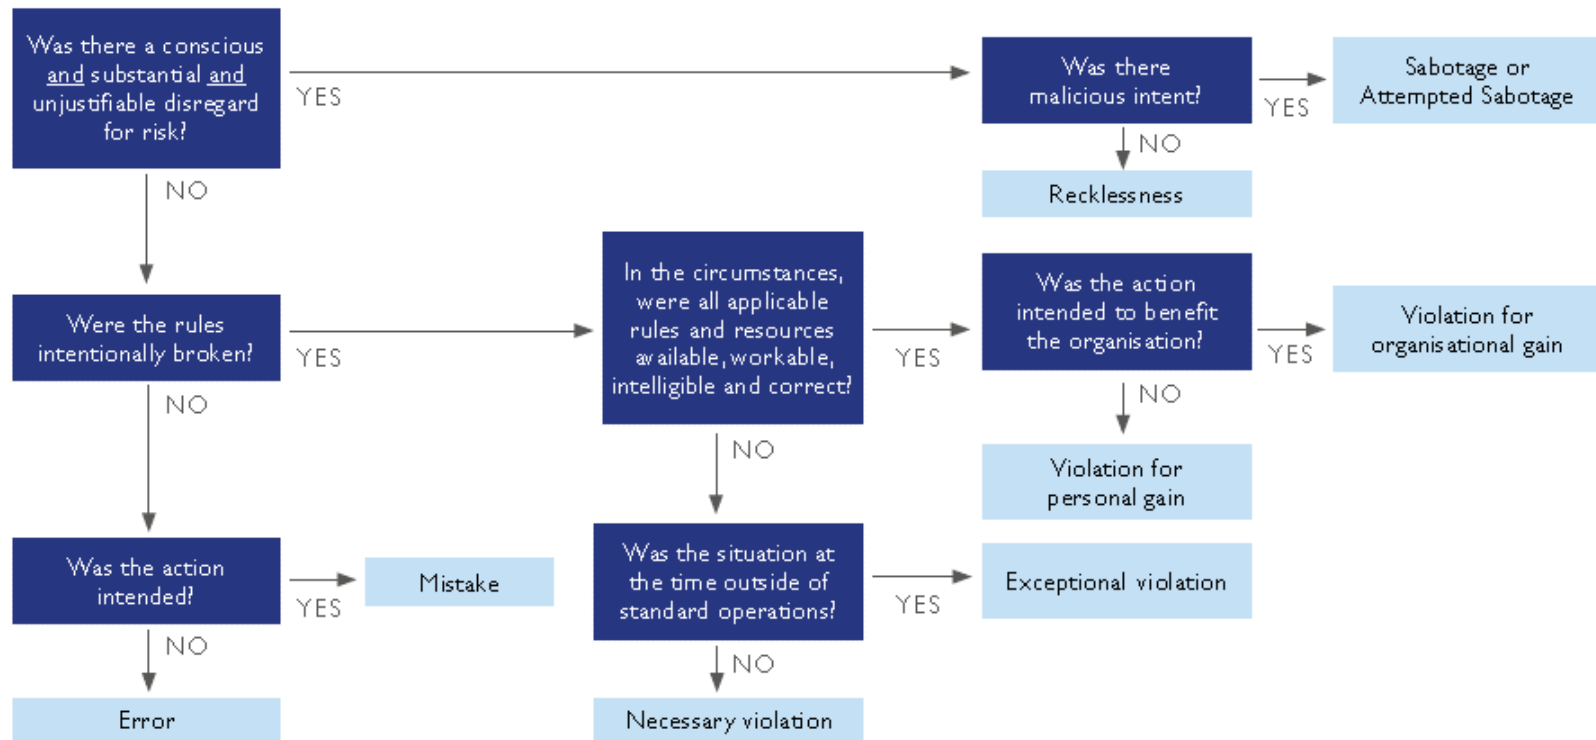 Was there a conscious
and substantial and
unjustifiable disregard
for risk?
YES
Was there
malicious intent?
YES
Sabotage or
Attempted Sabotage
NO
Recklessness
NO
Were the rules
intentionally broken?
YES
In the circumstances,
were all applicable
rules and resources
available, workable,
intelligible and correct?
YES
Was the action
intended to benefit
the organisation?
YES
Violation for
organisational gain
NO
Violation for
personal gain
NO
NO
Was the action
intended?
YES
Mistake
Was the situation at
the time outside of
standard operations?
YES
Exceptional violation
NO
Error
NO
Necessary violation